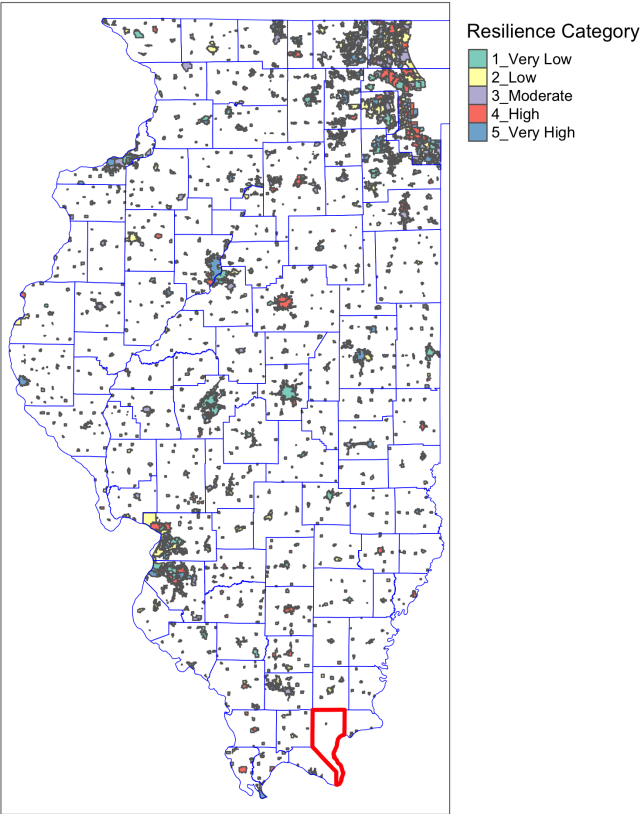 Resilience Category
1_Very Low
2_Low
3_Moderate
4_High
5_Very High